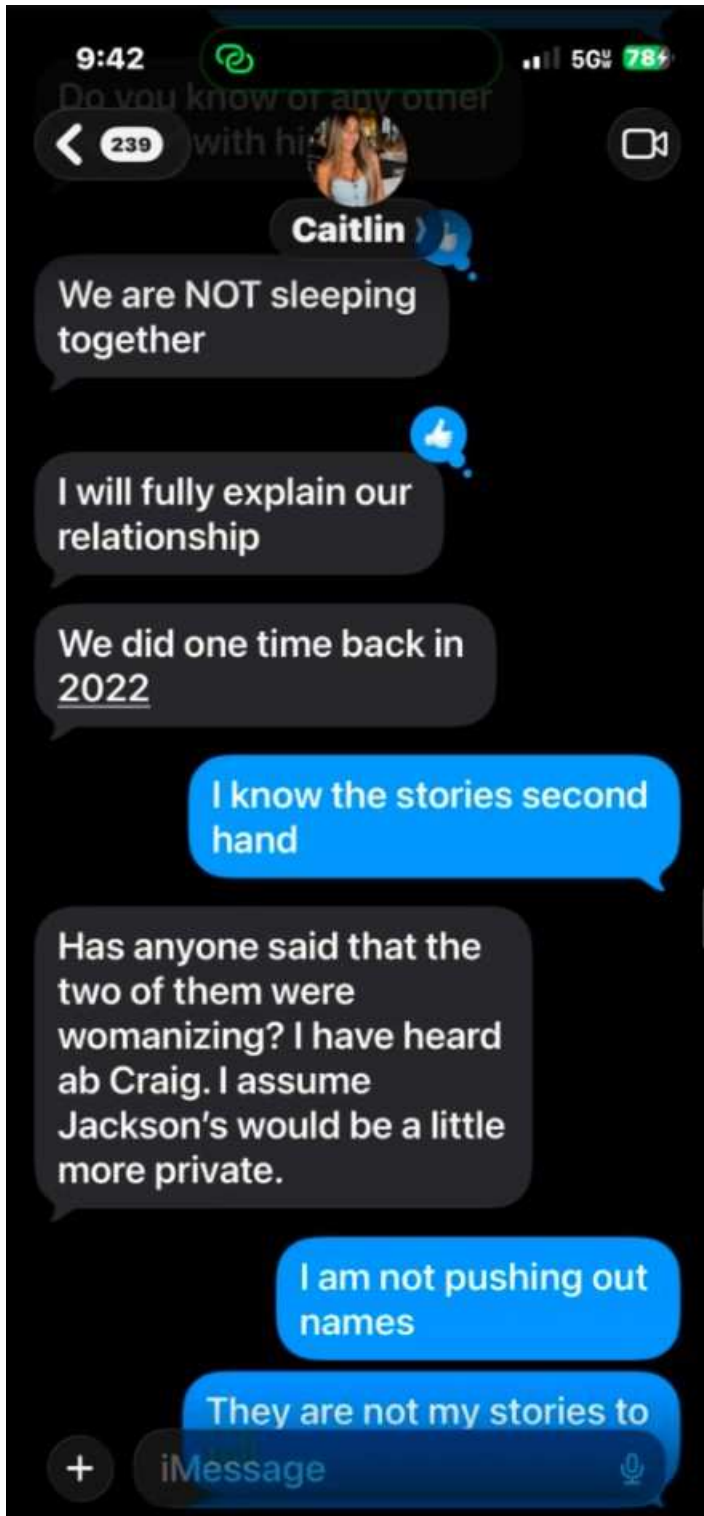 9:42
5G UW 78
Do you know of any other
239
with hi
Caitlin
We are NOT sleeping
together
I will fully explain our
relationship
We did one time back in
2022
I know the stories second
hand
Has anyone said that the
two of them were
womanizing? I have heard
ab Craig. I assume
Jackson's would be a little
more private.
I am not pushing out
names
They are not my stories to
iMessage